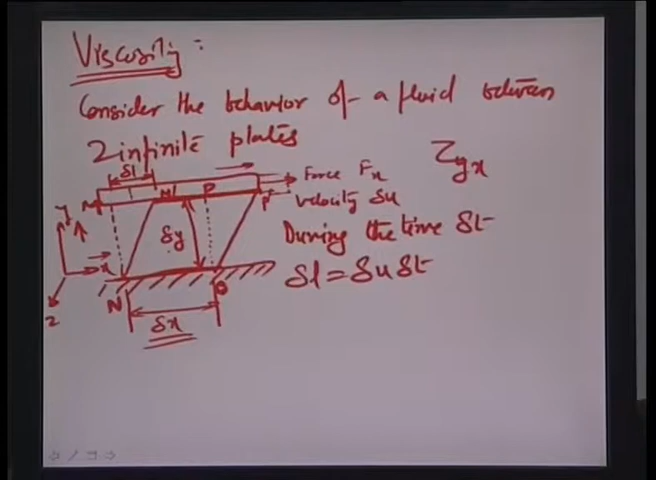 Viscosity :
Consider the behavior of a fluid between
2 infinite plates
δl
τyx
Force Fx
M M' P P'
velocity δu
y
δy
During the time δt
x
δl = δu δt
N
z
δx